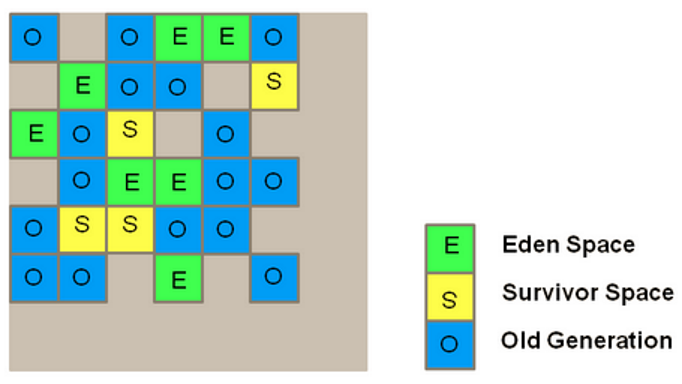 O O E E O
E O O S
E O S O
O E E O O
O S S O O
O O E O
E Eden Space
S Survivor Space
O Old Generation